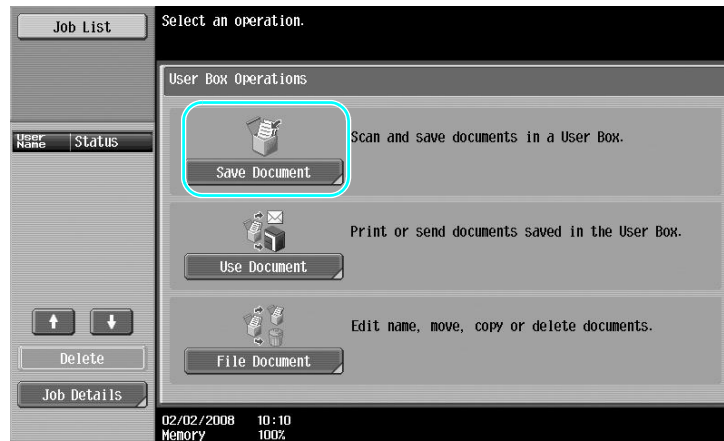 Job List
Select an operation.
User Box Operations
User Name
Status
Scan and save documents in a User Box.
Save Document
Print or send documents saved in the User Box.
Use Document
Edit name, move, copy or delete documents.
File Document
Delete
Job Details
02/02/2008 10:10
Memory 100%